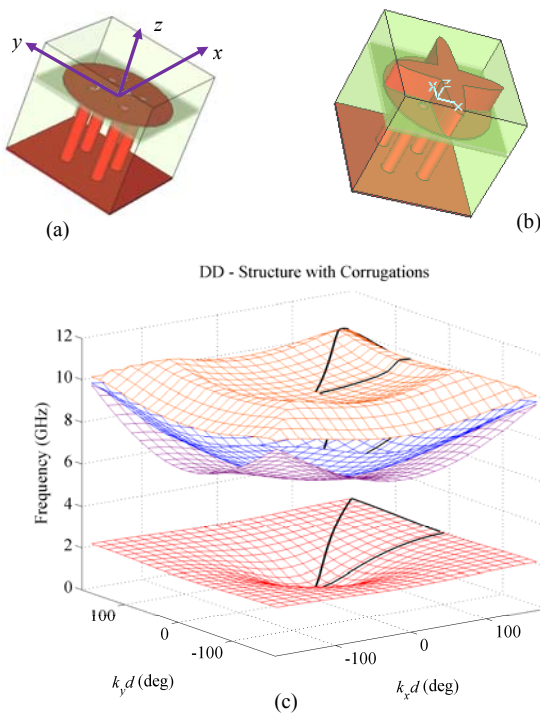 y z x
(a)
Y Z X
(b)
DD - Structure with Corrugations
Frequency (GHz)
12
10
8
6
4
2
0
100
0
-100
k_y d (deg)
-100
0
100
k_x d (deg)
(c)